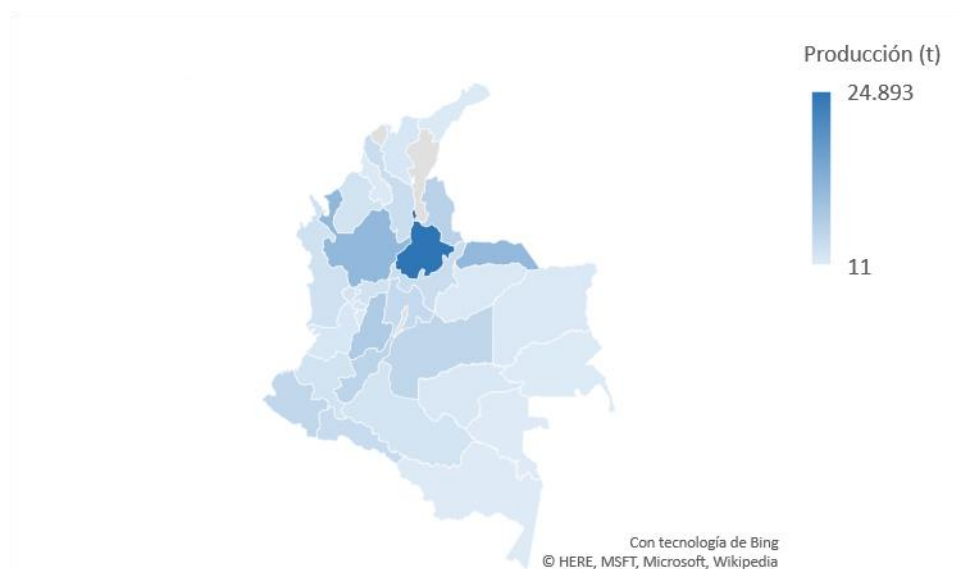 Producción (t)
24.893
11
Con tecnología de Bing
© HERE, MSFT, Microsoft, Wikipedia